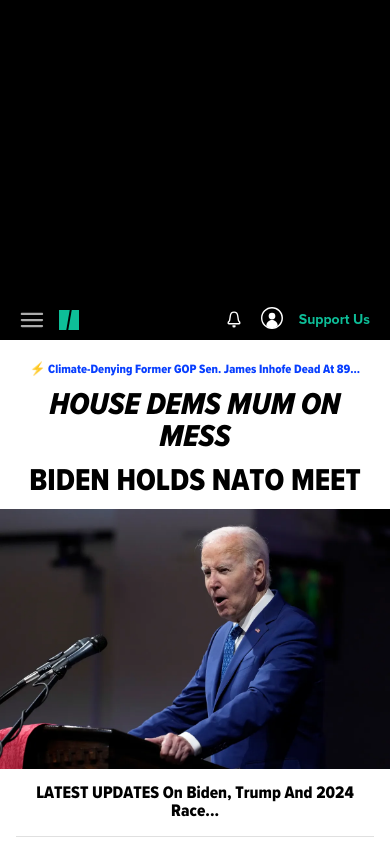 Support Us
⚡ Climate-Denying Former GOP Sen. James Inhofe Dead At 89...
HOUSE DEMS MUM ON
MESS
BIDEN HOLDS NATO MEET
LATEST UPDATES On Biden, Trump And 2024
Race...